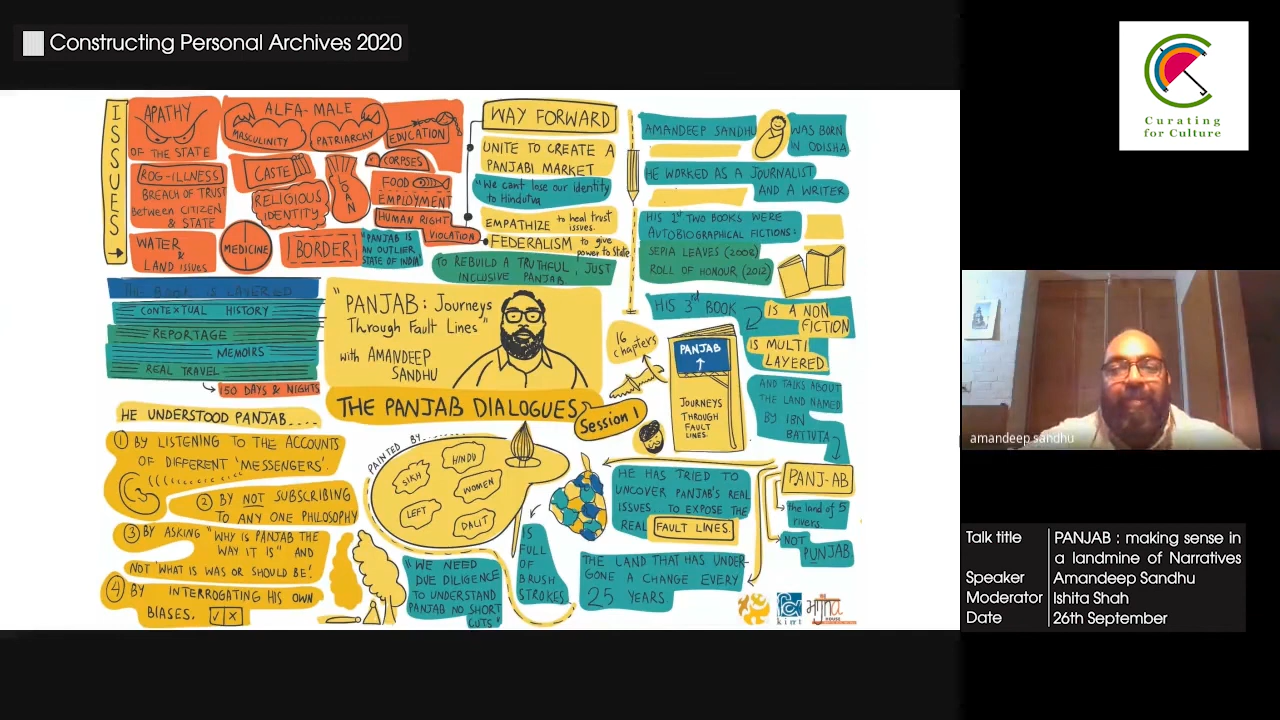 Constructing Personal Archives 2020
Curating
for Culture
ISSUES
APATHY
OF THE STATE
ROG-ILLNESS
BREACH OF TRUST
Between CITIZEN
& STATE
WATER
&
LAND issues
ALFA-MALE
MASCULINITY
PATRIARCHY
CASTE
RELIGIOUS
IDENTITY
LOAN
MEDICINE
BORDER
EDUCATION
CORPSES
FOOD
EMPLOYMENT
HUMAN RIGHT
VIOLATION
"PANJAB IS
AN OUTLIER
STATE OF INDIA"
WAY FORWARD
UNITE TO CREATE A
PANJABI MARKET
"We cant lose our identity
to Hindutva
EMPATHIZE to heal trust
issues.
FEDERALISM to give
power to State
TO REBUILD A TRUTHFUL, JUST
INCLUSIVE PANJAB.
AMANDEEP SANDHU
WAS BORN
IN ODISHA
HE WORKED AS A JOURNALIST
AND A WRITER
HIS 1st TWO BOOKS WERE
AUTOBIOGRAPHICAL FICTIONS:
SEPIA LEAVES (2008)
ROLL OF HONOUR (2012)
HIS 3rd BOOK
IS A NON
FICTION
IS MULTI
LAYERED
AND TALKS ABOUT
THE LAND NAMED
BY IBN
BATTUTA
THE BOOK IS LAYERED
CONTEXTUAL HISTORY
REPORTAGE
MEMOIRS
REAL TRAVEL
150 DAYS & NIGHTS
"PANJAB: Journeys
Through Fault Lines"
with AMANDEEP
SANDHU
THE PANJAB DIALOGUES
Session 1
16
chapters
PANJAB
JOURNEYS
THROUGH
FAULT
LINES.
HE UNDERSTOOD PANJAB....
1 BY LISTENING TO THE ACCOUNTS
OF DIFFERENT 'MESSENGERS'.
2 BY NOT SUBSCRIBING
TO ANY ONE PHILOSOPHY
3 BY ASKING "WHY IS PANJAB THE
WAY IT IS" AND
NOT 'WHAT IS WAS OR SHOULD BE'.
4 BY INTERROGATING HIS OWN
BIASES.
PAINTED BY......
SIKH
HINDU
WOMEN
LEFT
DALIT
IS
FULL
OF
BRUSH
STROKES
"WE NEED
DUE DILIGENCE
TO UNDERSTAND
PANJAB NO SHORT
CUTS"
HE HAS TRIED TO
UNCOVER PANJAB'S REAL
ISSUES... TO EXPOSE THE
REAL FAULT LINES.
THE LAND THAT HAS UNDER-
GONE A CHANGE EVERY
25 YEARS
PANJ-AB
the land of 5
rivers.
NOT
PUNJAB
amandeep sandhu
Talk title PANJAB : making sense in
a landmine of Narratives
Speaker Amandeep Sandhu
Moderator Ishita Shah
Date 26th September